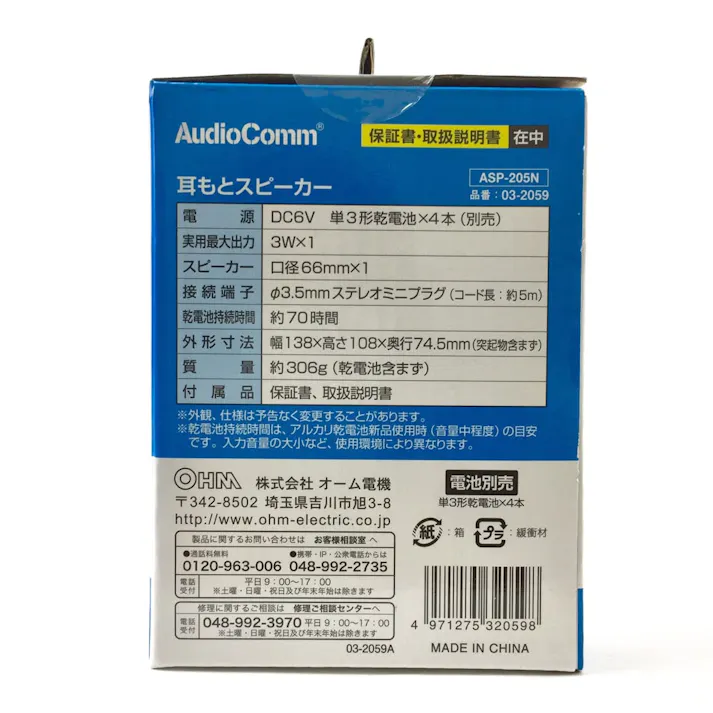 AudioComm®
保証書・取扱説明書 在中
耳もとスピーカー
ASP-205N
品番：03-2059
電源 DC6V 単3形乾電池×4本（別売）
実用最大出力 3W×1
スピーカー 口径66mm×1
接続端子 φ3.5mmステレオミニプラグ（コード長：約5m）
乾電池持続時間 約70時間
外形寸法 幅138×高さ108×奥行74.5mm（突起物含まず）
質量 約306g（乾電池含まず）
付属品 保証書、取扱説明書
※外観、仕様は予告なく変更することがあります。
※乾電池持続時間は、アルカリ乾電池新品使用時（音量中程度）の目安
です。入力音量の大小など、使用環境により異なります。
OHM 株式会社 オーム電機
〒342-8502 埼玉県吉川市旭3-8
http://www.ohm-electric.co.jp
製品に関するお問い合わせは お客様相談室 へ
●通話料無料 ●携帯・IP・公衆電話からは
0120-963-006 048-992-2735
電話受付 平日 9：00〜17：00
※土曜・日曜・祝日及び年末年始は除きます
修理に関するご相談は 修理ご相談センターへ
電話受付 048-992-3970 平日 9：00〜17：00
※土曜・日曜・祝日及び年末年始は除きます
03-2059A
電池別売
単3形乾電池×4本
紙：箱 プラ：緩衝材
4 971275 320598
MADE IN CHINA